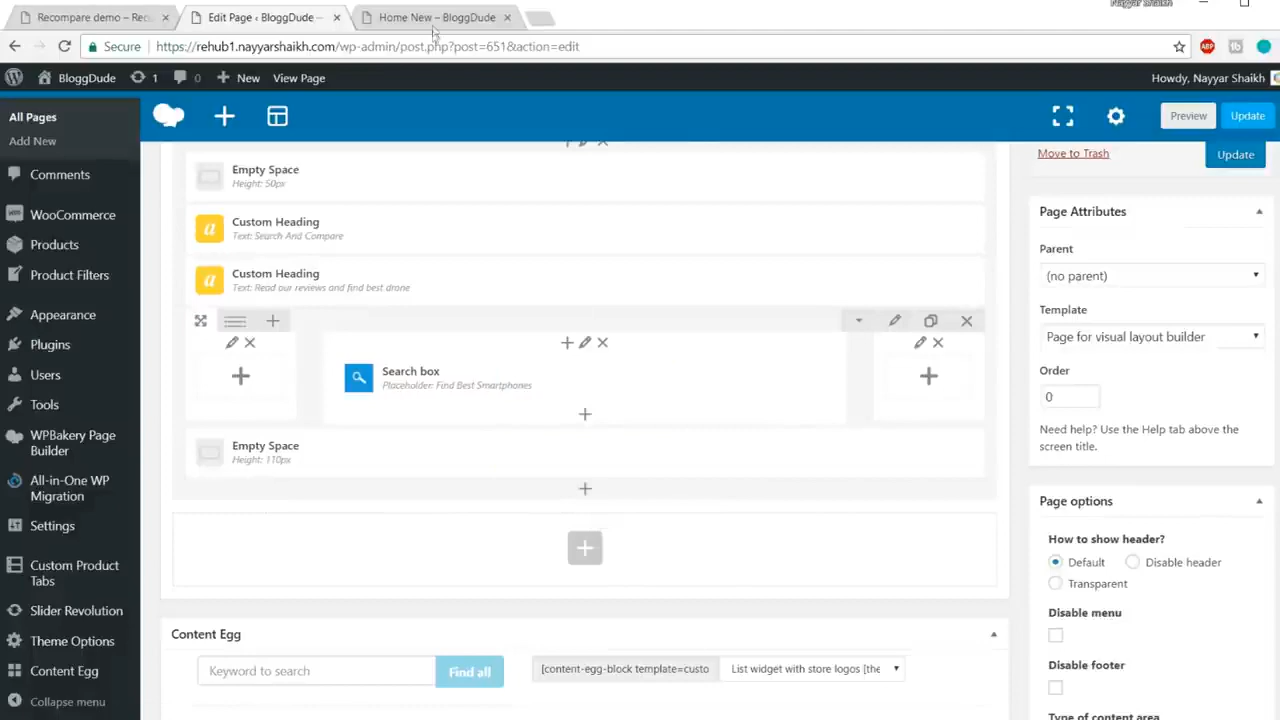 Recompare demo – Recu
Edit Page ‹ BloggDude —
Home New – BloggDude
Nayyar Shaikh
Secure
https://rehub1.nayyarshaikh.com/wp-admin/post.php?post=651&action=edit
ABP
BloggDude
1
0
New
View Page
Howdy, Nayyar Shaikh
All Pages
Add New
Comments
WooCommerce
Products
Product Filters
Appearance
Plugins
Users
Tools
WPBakery Page
Builder
All-in-One WP
Migration
Settings
Custom Product
Tabs
Slider Revolution
Theme Options
Content Egg
Collapse menu
Preview
Update
Empty Space
Height: 50px
Custom Heading
Text: Search And Compare
Custom Heading
Text: Read our reviews and find best drone
Search box
Placeholder: Find Best Smartphones
Empty Space
Height: 110px
Content Egg
Keyword to search
Find all
[content-egg-block template=custo
List widget with store logos [the
Move to Trash
Update
Page Attributes
Parent
(no parent)
Template
Page for visual layout builder
Order
0
Need help? Use the Help tab above the
screen title.
Page options
How to show header?
Default
Disable header
Transparent
Disable menu
Disable footer
Type of content area